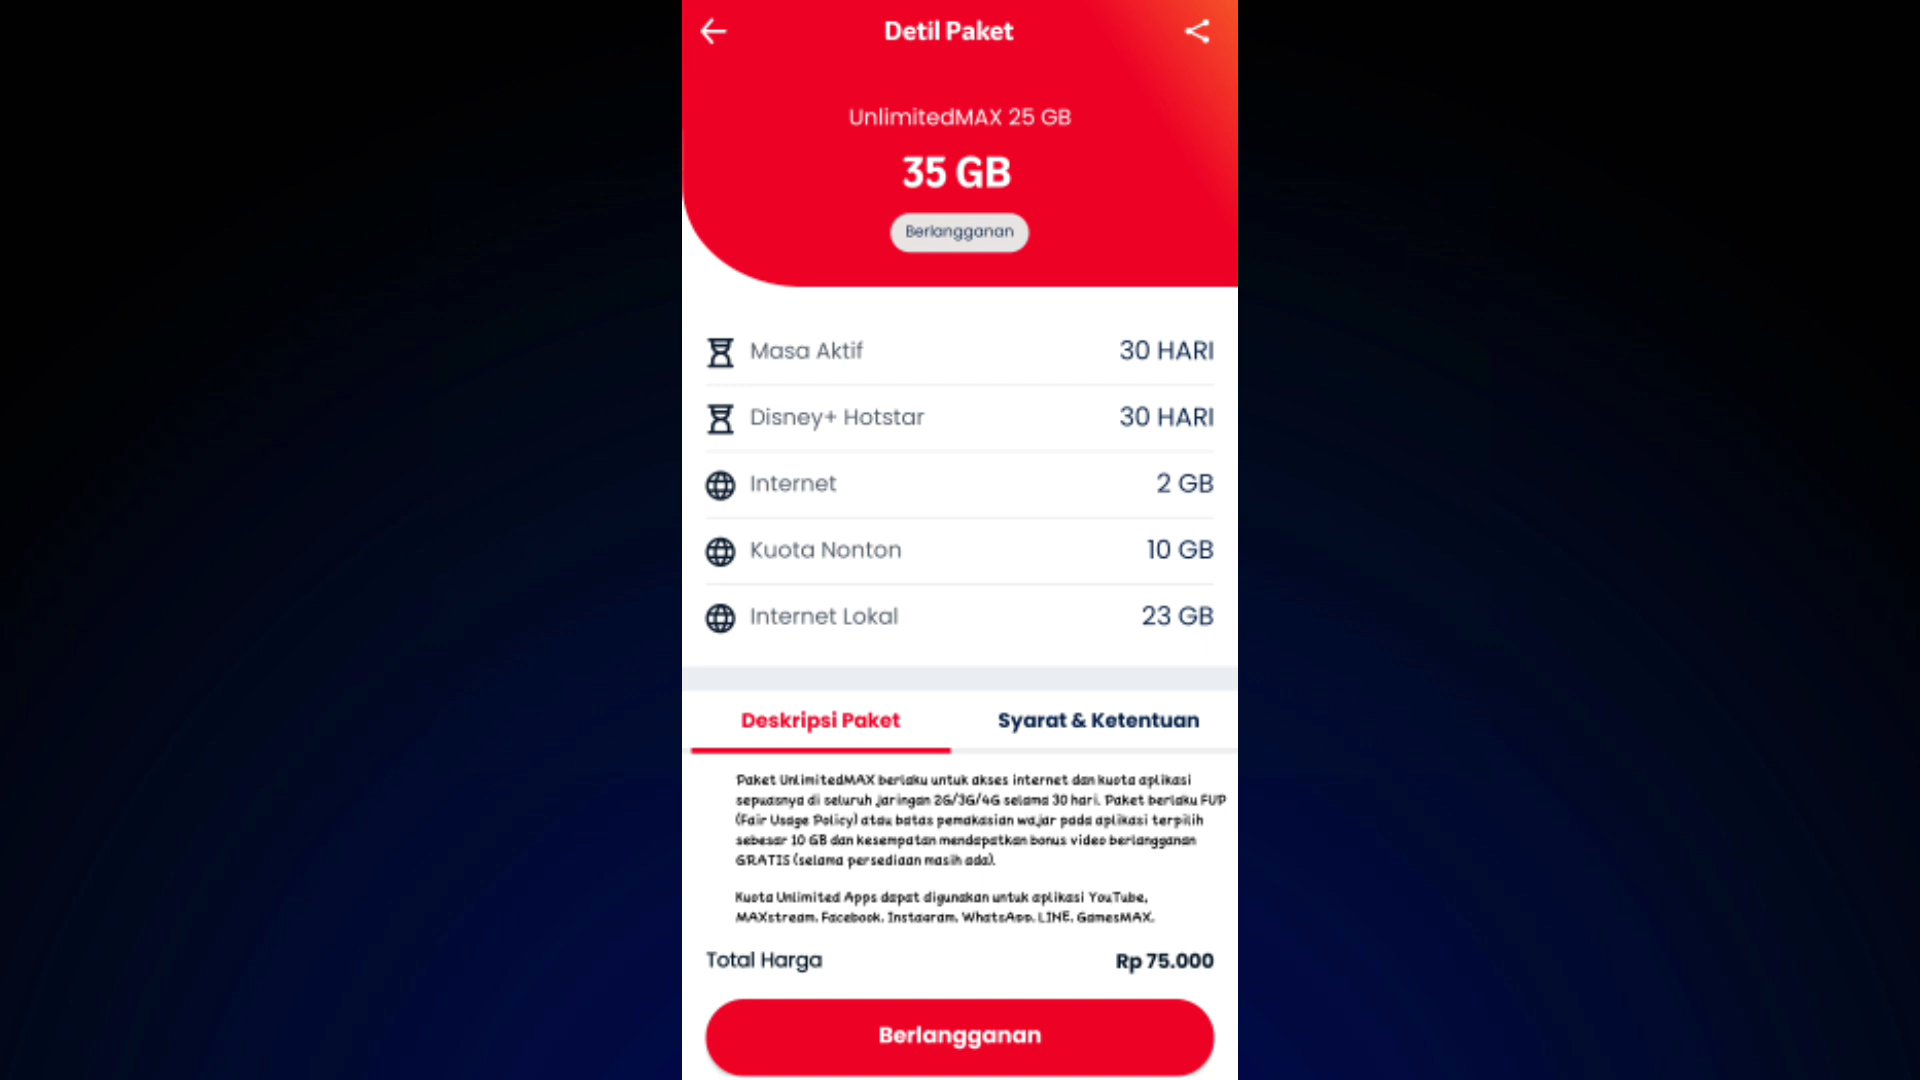 Detil Paket
UnlimitedMAX 25 GB
35 GB
Berlangganan
Masa Aktif 30 HARI
Disney+ Hotstar 30 HARI
Internet 2 GB
Kuota Nonton 10 GB
Internet Lokal 23 GB
Deskripsi Paket Syarat & Ketentuan
Paket UnlimitedMAX berlaku untuk akses internet dan kuota aplikasi
sepuasnya di seluruh jaringan 2G/3G/4G selama 30 hari. Paket berlaku FUP
(Fair Usage Policy) atau batas pemakasian wajar pada aplikasi terpilih
sebesar 10 GB dan kesempatan mendapatkan bonus video berlangganan
GRATIS (selama persediaan masih ada).
Kuota Unlimited Apps dapat digunakan untuk aplikasi YouTube,
MAXstream, Facebook, Instagram, WhatsApp, LINE, GamesMAX.
Total Harga Rp 75.000
Berlangganan